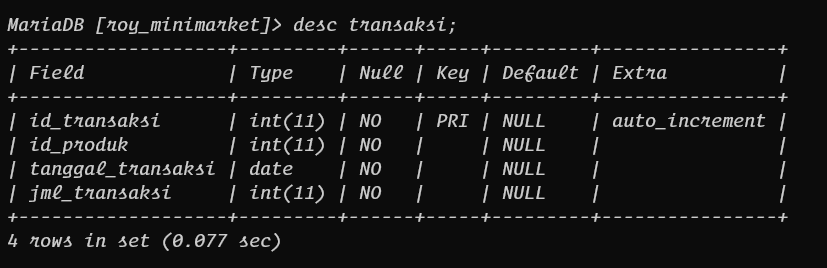 MariaDB [roy_minimarket]> desc transaksi;
+-------------------+---------+------+-----+---------+----------------+
| Field             | Type    | Null | Key | Default | Extra          |
+-------------------+---------+------+-----+---------+----------------+
| id_transaksi      | int(11) | NO   | PRI | NULL    | auto_increment |
| id_produk         | int(11) | NO   |     | NULL    |                |
| tanggal_transaksi | date    | NO   |     | NULL    |                |
| jml_transaksi     | int(11) | NO   |     | NULL    |                |
+-------------------+---------+------+-----+---------+----------------+
4 rows in set (0.077 sec)